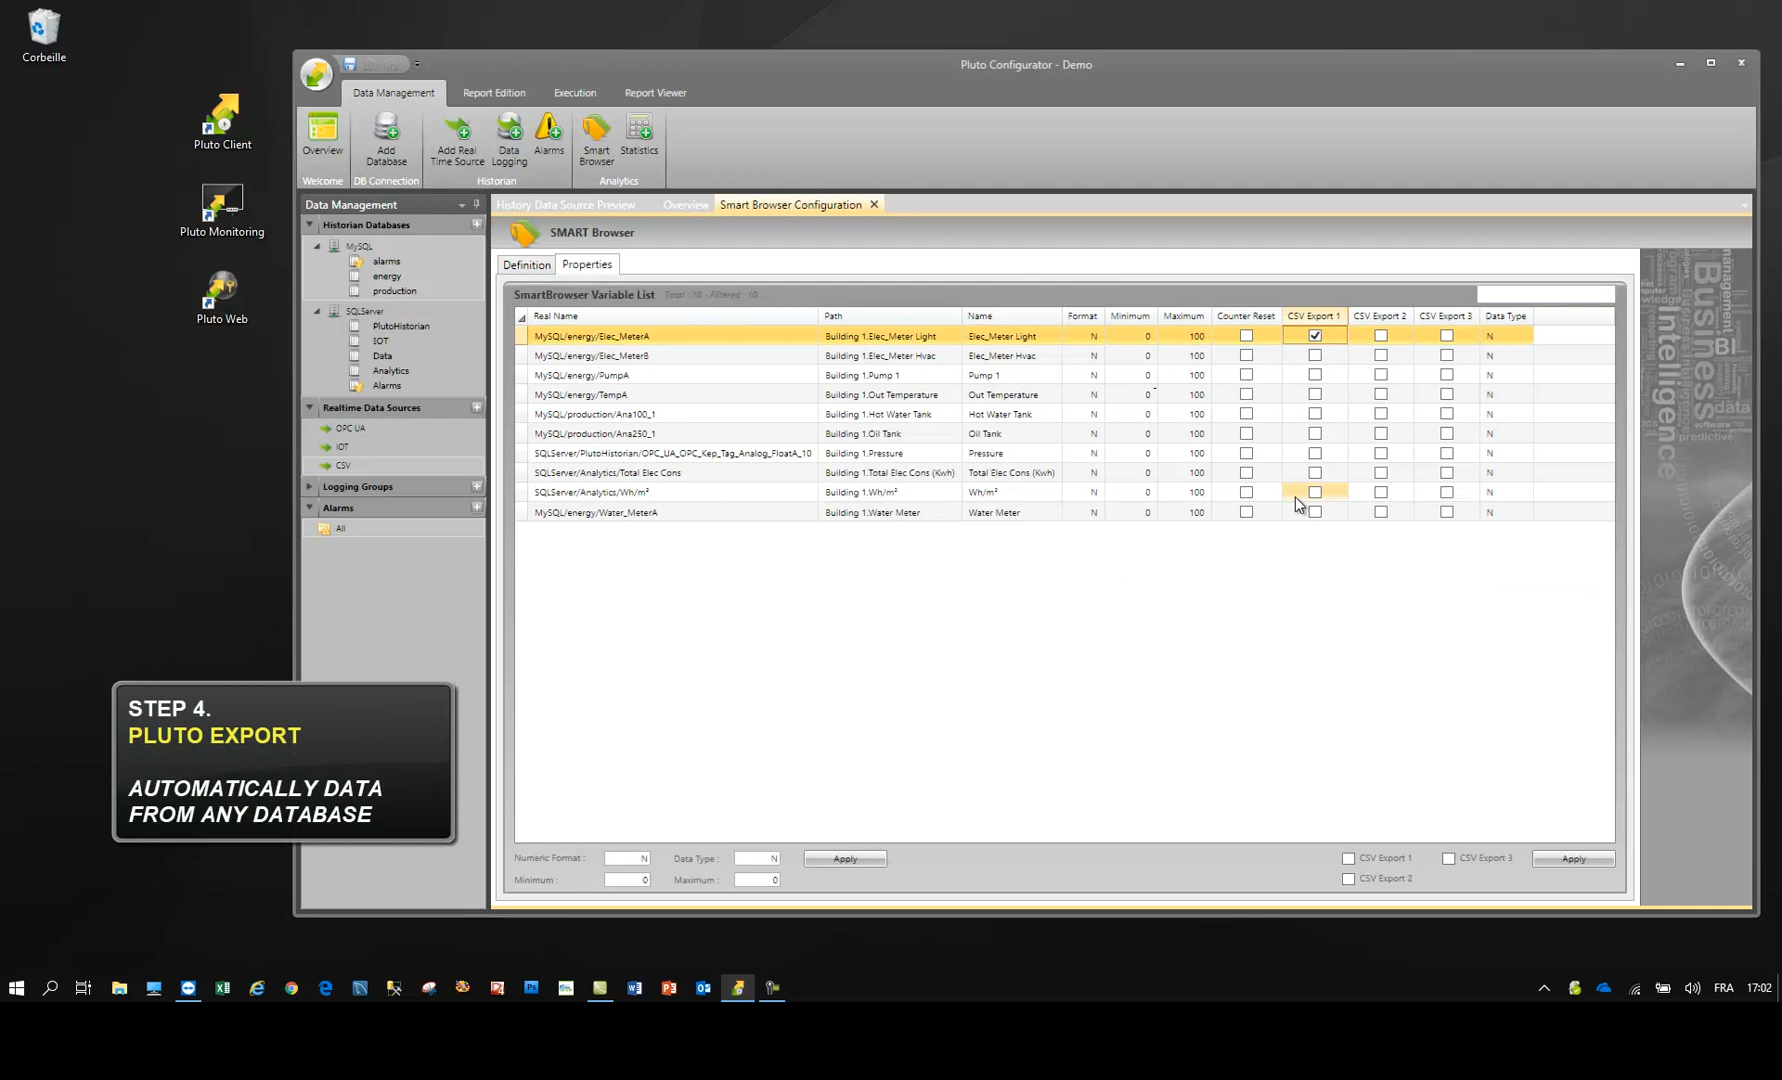 Corbeille
Pluto Client
Pluto Monitoring
Pluto Web
Pluto Configurator - Demo
Data Management Report Edition Execution Report Viewer
Overview
Add Database
Add Real Time Source
Data Logging
Alarms
Smart Browser
Statistics
Welcome DB Connection Historian Analytics
Data Management
Historian Databases
MySQL
alarms
energy
production
SQLServer
PlutoHistorian
IOT
Data
Analytics
Alarms
Realtime Data Sources
OPC UA
IOT
CSV
Logging Groups
Alarms
All
History Data Source Preview Overview Smart Browser Configuration
SMART Browser
Definition Properties
SmartBrowser Variable List Total : 10 - Filtered : 10
Real Name Path Name Format Minimum Maximum Counter Reset CSV Export 1 CSV Export 2 CSV Export 3 Data Type
MySQL/energy/Elec_MeterA Building 1.Elec_Meter Light Elec_Meter Light N 0 100 N
MySQL/energy/Elec_MeterB Building 1.Elec_Meter Hvac Elec_Meter Hvac N 0 100 N
MySQL/energy/PumpA Building 1.Pump 1 Pump 1 N 0 100 N
MySQL/energy/TempA Building 1.Out Temperature Out Temperature N 0 100 N
MySQL/production/Ana100_1 Building 1.Hot Water Tank Hot Water Tank N 0 100 N
MySQL/production/Ana250_1 Building 1.Oil Tank Oil Tank N 0 100 N
SQLServer/PlutoHistorian/OPC_UA_OPC_Kep_Tag_Analog_FloatA_10 Building 1.Pressure Pressure N 0 100 N
SQLServer/Analytics/Total Elec Cons Building 1.Total Elec Cons (Kwh) Total Elec Cons (Kwh) N 0 100 N
SQLServer/Analytics/Wh/m² Building 1.Wh/m² Wh/m² N 0 100 N
MySQL/energy/Water_MeterA Building 1.Water Meter Water Meter N 0 100 N
Numeric Format : N Data Type : N Apply
Minimum : 0 Maximum : 0
CSV Export 1 CSV Export 3 Apply
CSV Export 2
management
Business
Intelligence
BI
data
software
predictive
STEP 4.
PLUTO EXPORT
AUTOMATICALLY DATA
FROM ANY DATABASE
FRA 17:02